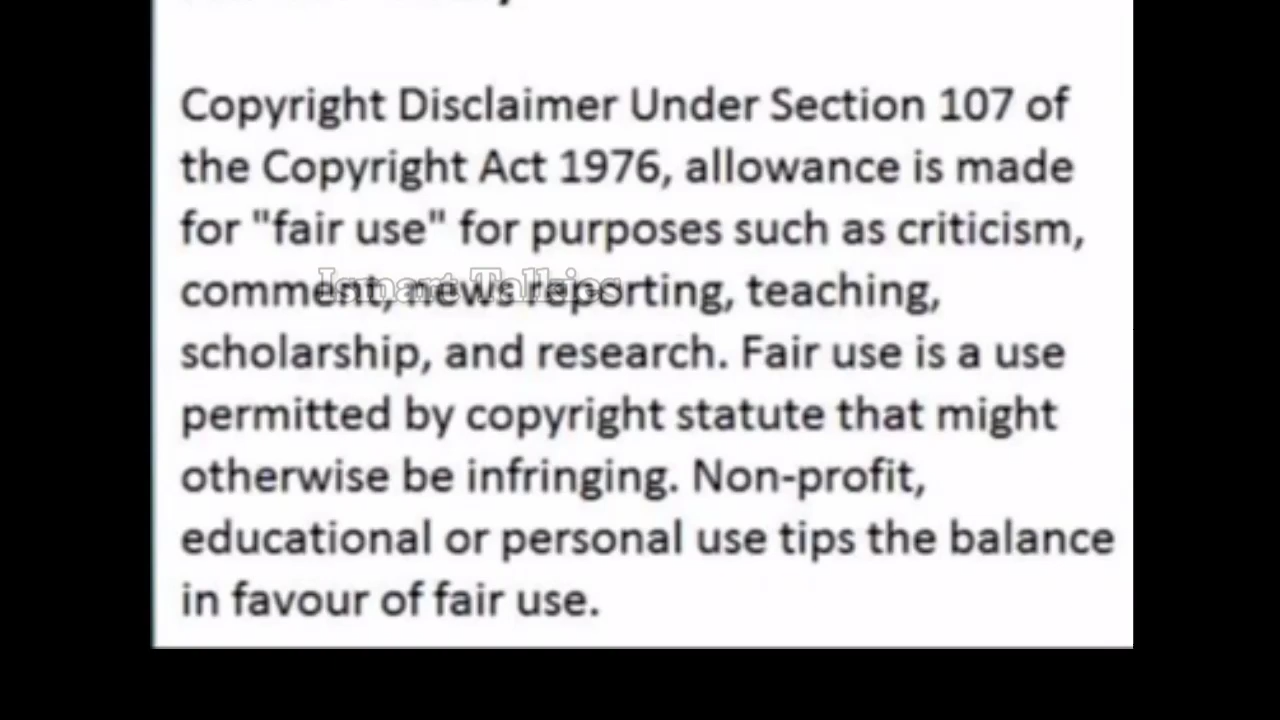 Copyright Disclaimer Under Section 107 of
the Copyright Act 1976, allowance is made
for "fair use" for purposes such as criticism,
comment, news reporting, teaching,
Ismart Talkies
scholarship, and research. Fair use is a use
permitted by copyright statute that might
otherwise be infringing. Non-profit,
educational or personal use tips the balance
in favour of fair use.